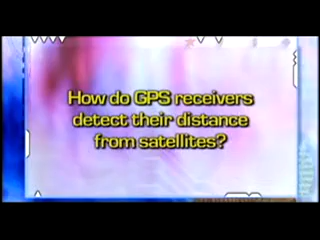 How do GPS receivers
detect their distance
from satellites?